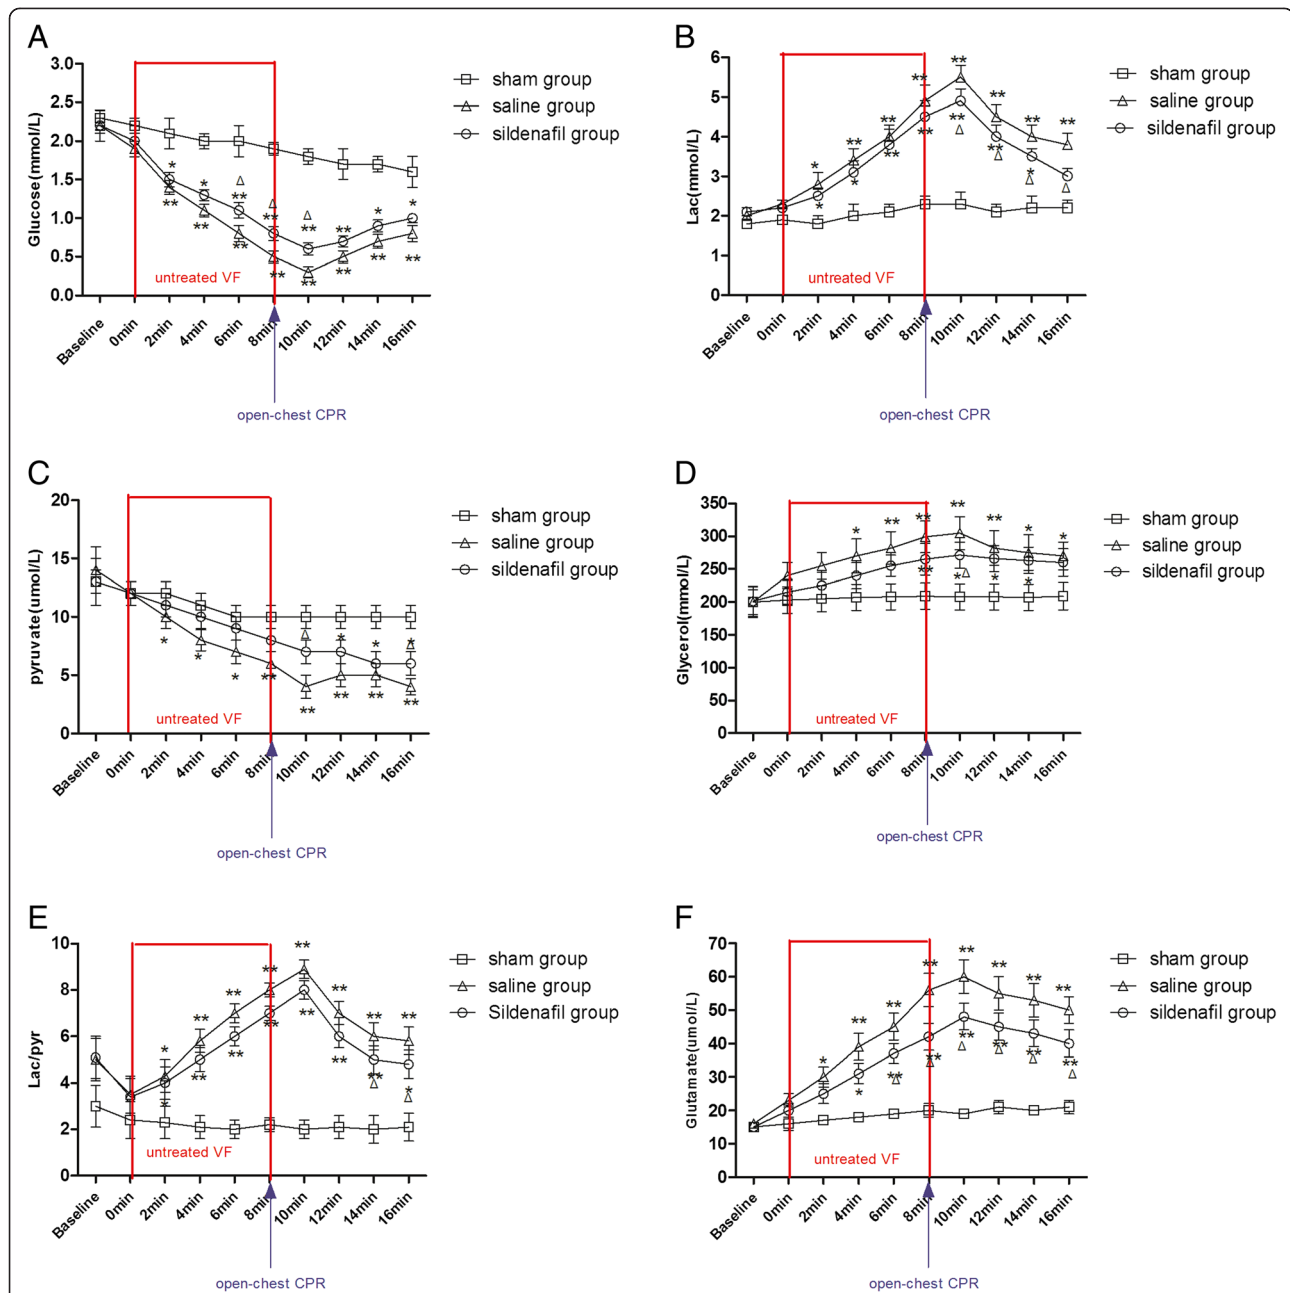 A
Glucose(mmol/L)
3.0
2.5
2.0
1.5
1.0
0.5
0.0
sham group
saline group
sildenafil group
untreated VF
Baseline
0min
2min
4min
6min
8min
10min
12min
14min
16min
open-chest CPR
B
Lac(mmol/L)
6
5
4
3
2
1
0
sham group
saline group
sildenafil group
untreated VF
Baseline
0min
2min
4min
6min
8min
10min
12min
14min
16min
open-chest CPR
C
pyruvate(umol/L)
20
15
10
5
0
sham group
saline group
sildenafil group
untreated VF
Baseline
0min
2min
4min
6min
8min
10min
12min
14min
16min
open-chest CPR
D
Glycerol(mmol/L)
350
300
250
200
150
100
50
0
sham group
saline group
sildenafil group
untreated VF
Baseline
0min
2min
4min
6min
8min
10min
12min
14min
16min
open-chest CPR
E
Lac/pyr
10
8
6
4
2
0
sham group
saline group
Sildenafil group
untreated VF
Baseline
0min
2min
4min
6min
8min
10min
12min
14min
16min
open-chest CPR
F
Glutamate(umol/L)
70
60
50
40
30
20
10
0
sham group
saline group
sildenafil group
untreated VF
Baseline
0min
2min
4min
6min
8min
10min
12min
14min
16min
open-chest CPR